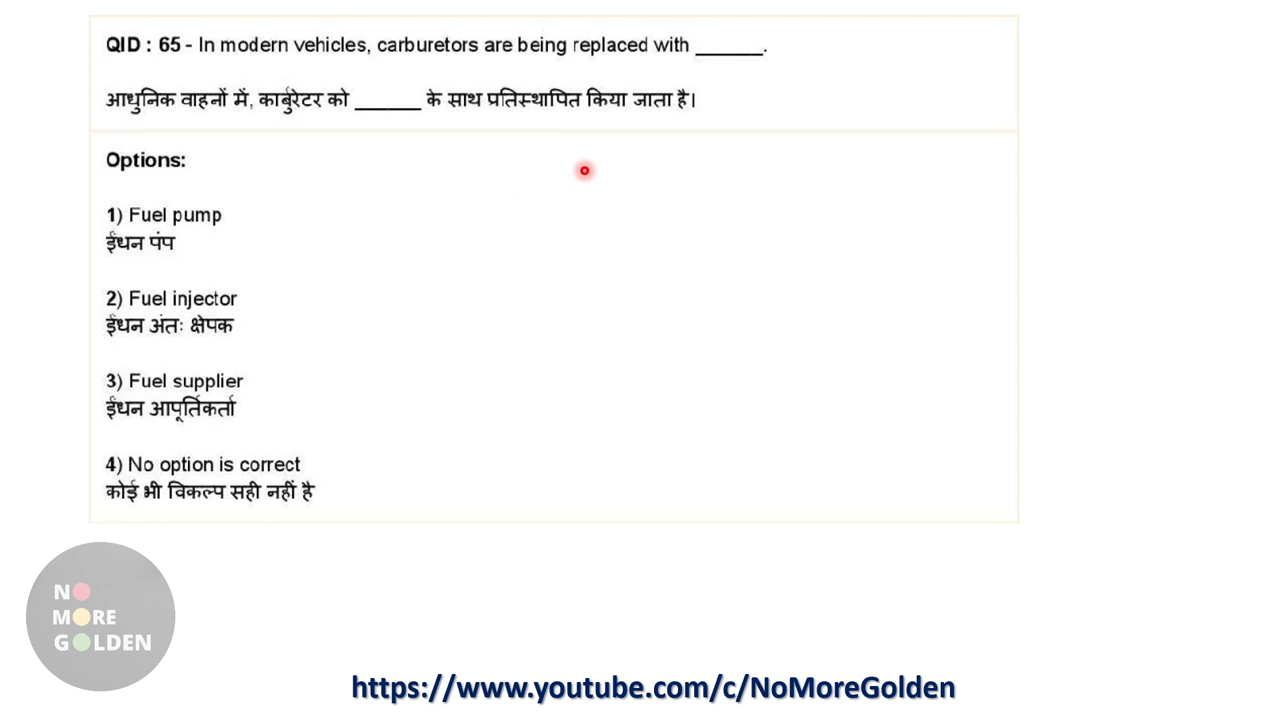 QID : 65 - In modern vehicles, carburetors are being replaced with ______.
आधुनिक वाहनों में, कार्बुरेटर को ______ के साथ प्रतिस्थापित किया जाता है।
Options:
1) Fuel pump
ईंधन पंप
2) Fuel injector
ईंधन अंतः क्षेपक
3) Fuel supplier
ईंधन आपूर्तिकर्ता
4) No option is correct
कोई भी विकल्प सही नहीं है
NO
MORE
GOLDEN
https://www.youtube.com/c/NoMoreGolden